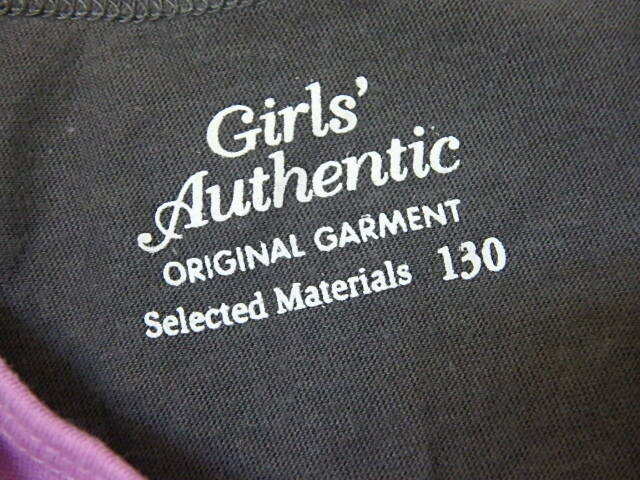 Girls'
Authentic
ORIGINAL GARMENT
Selected Materials 130